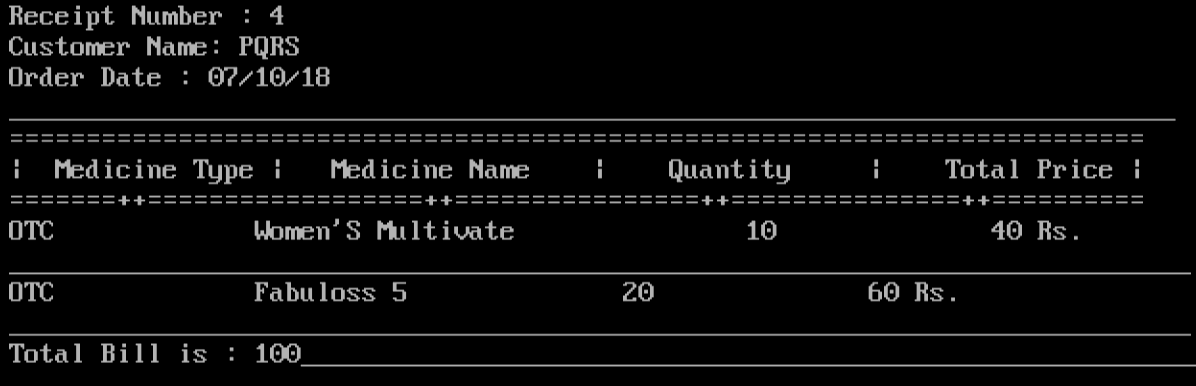 Receipt Number : 4
Customer Name: PQRS
Order Date : 07/10/18
===========================================================================
| Medicine Type | Medicine Name | Quantity | Total Price |
=======++==================++================++===============++==========
OTC Women'S Multivate 10 40 Rs.
OTC Fabuloss 5 20 60 Rs.
Total Bill is : 100